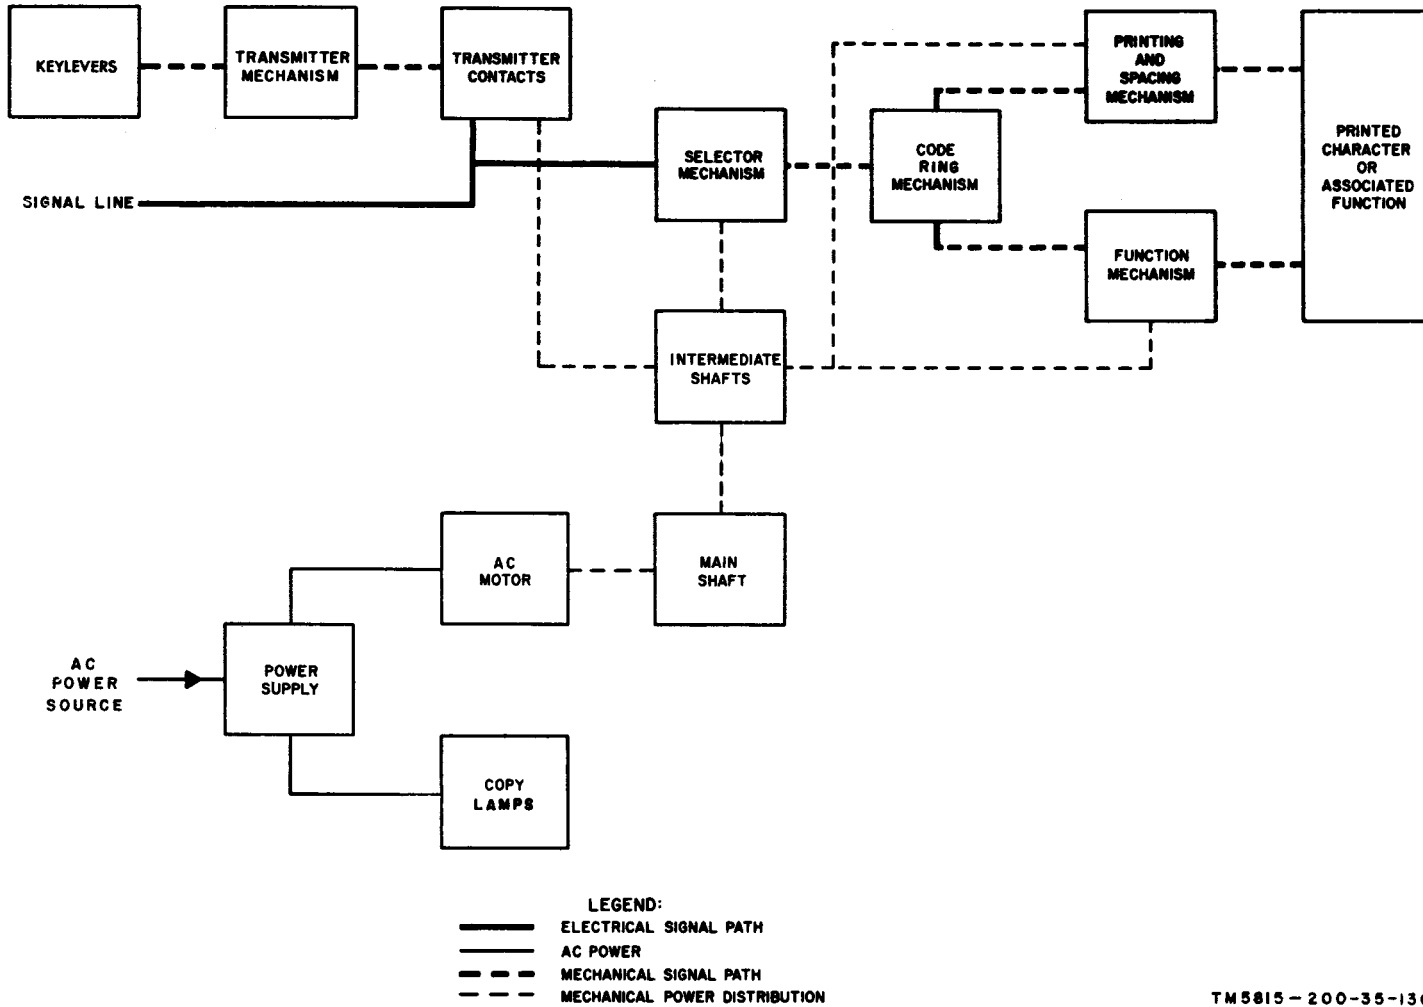 KEYLEVERS
TRANSMITTER
MECHANISM
TRANSMITTER
CONTACTS
SIGNAL LINE
SELECTOR
MECHANISM
CODE
RING
MECHANISM
PRINTING
AND
SPACING
MECHANISM
FUNCTION
MECHANISM
PRINTED
CHARACTER
OR
ASSOCIATED
FUNCTION
INTERMEDIATE
SHAFTS
AC
MOTOR
MAIN
SHAFT
AC
POWER
SOURCE
POWER
SUPPLY
COPY
LAMPS
LEGEND:
ELECTRICAL SIGNAL PATH
AC POWER
MECHANICAL SIGNAL PATH
MECHANICAL POWER DISTRIBUTION